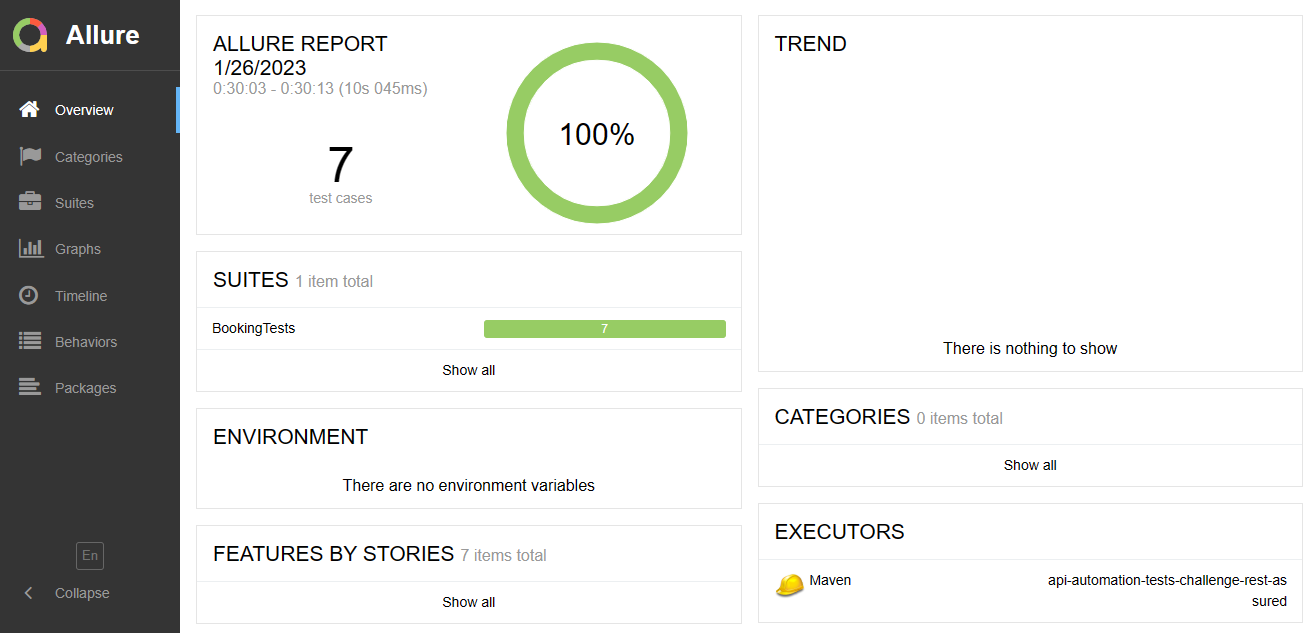 Allure
Overview
Categories
Suites
Graphs
Timeline
Behaviors
Packages
En
Collapse
ALLURE REPORT
1/26/2023
0:30:03 - 0:30:13 (10s 045ms)
7
test cases
100%
SUITES 1 item total
BookingTests 7
Show all
ENVIRONMENT
There are no environment variables
FEATURES BY STORIES 7 items total
Show all
TREND
There is nothing to show
CATEGORIES 0 items total
Show all
EXECUTORS
Maven api-automation-tests-challenge-rest-as
sured